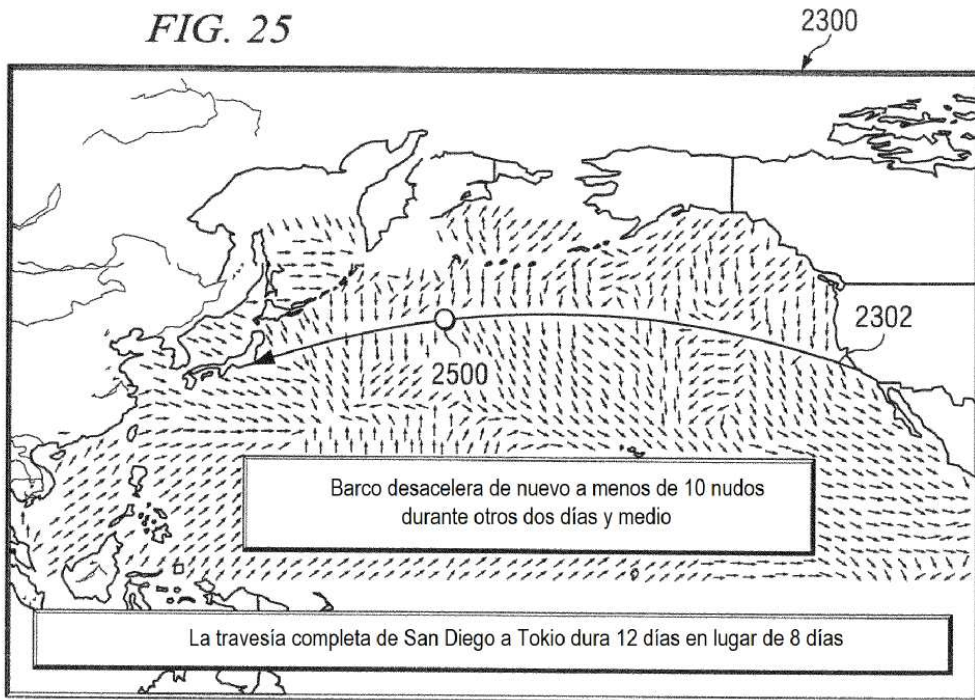 FIG. 25
2300
2302
2500
Barco desacelera de nuevo a menos de 10 nudos
durante otros dos días y medio
La travesía completa de San Diego a Tokio dura 12 días en lugar de 8 días